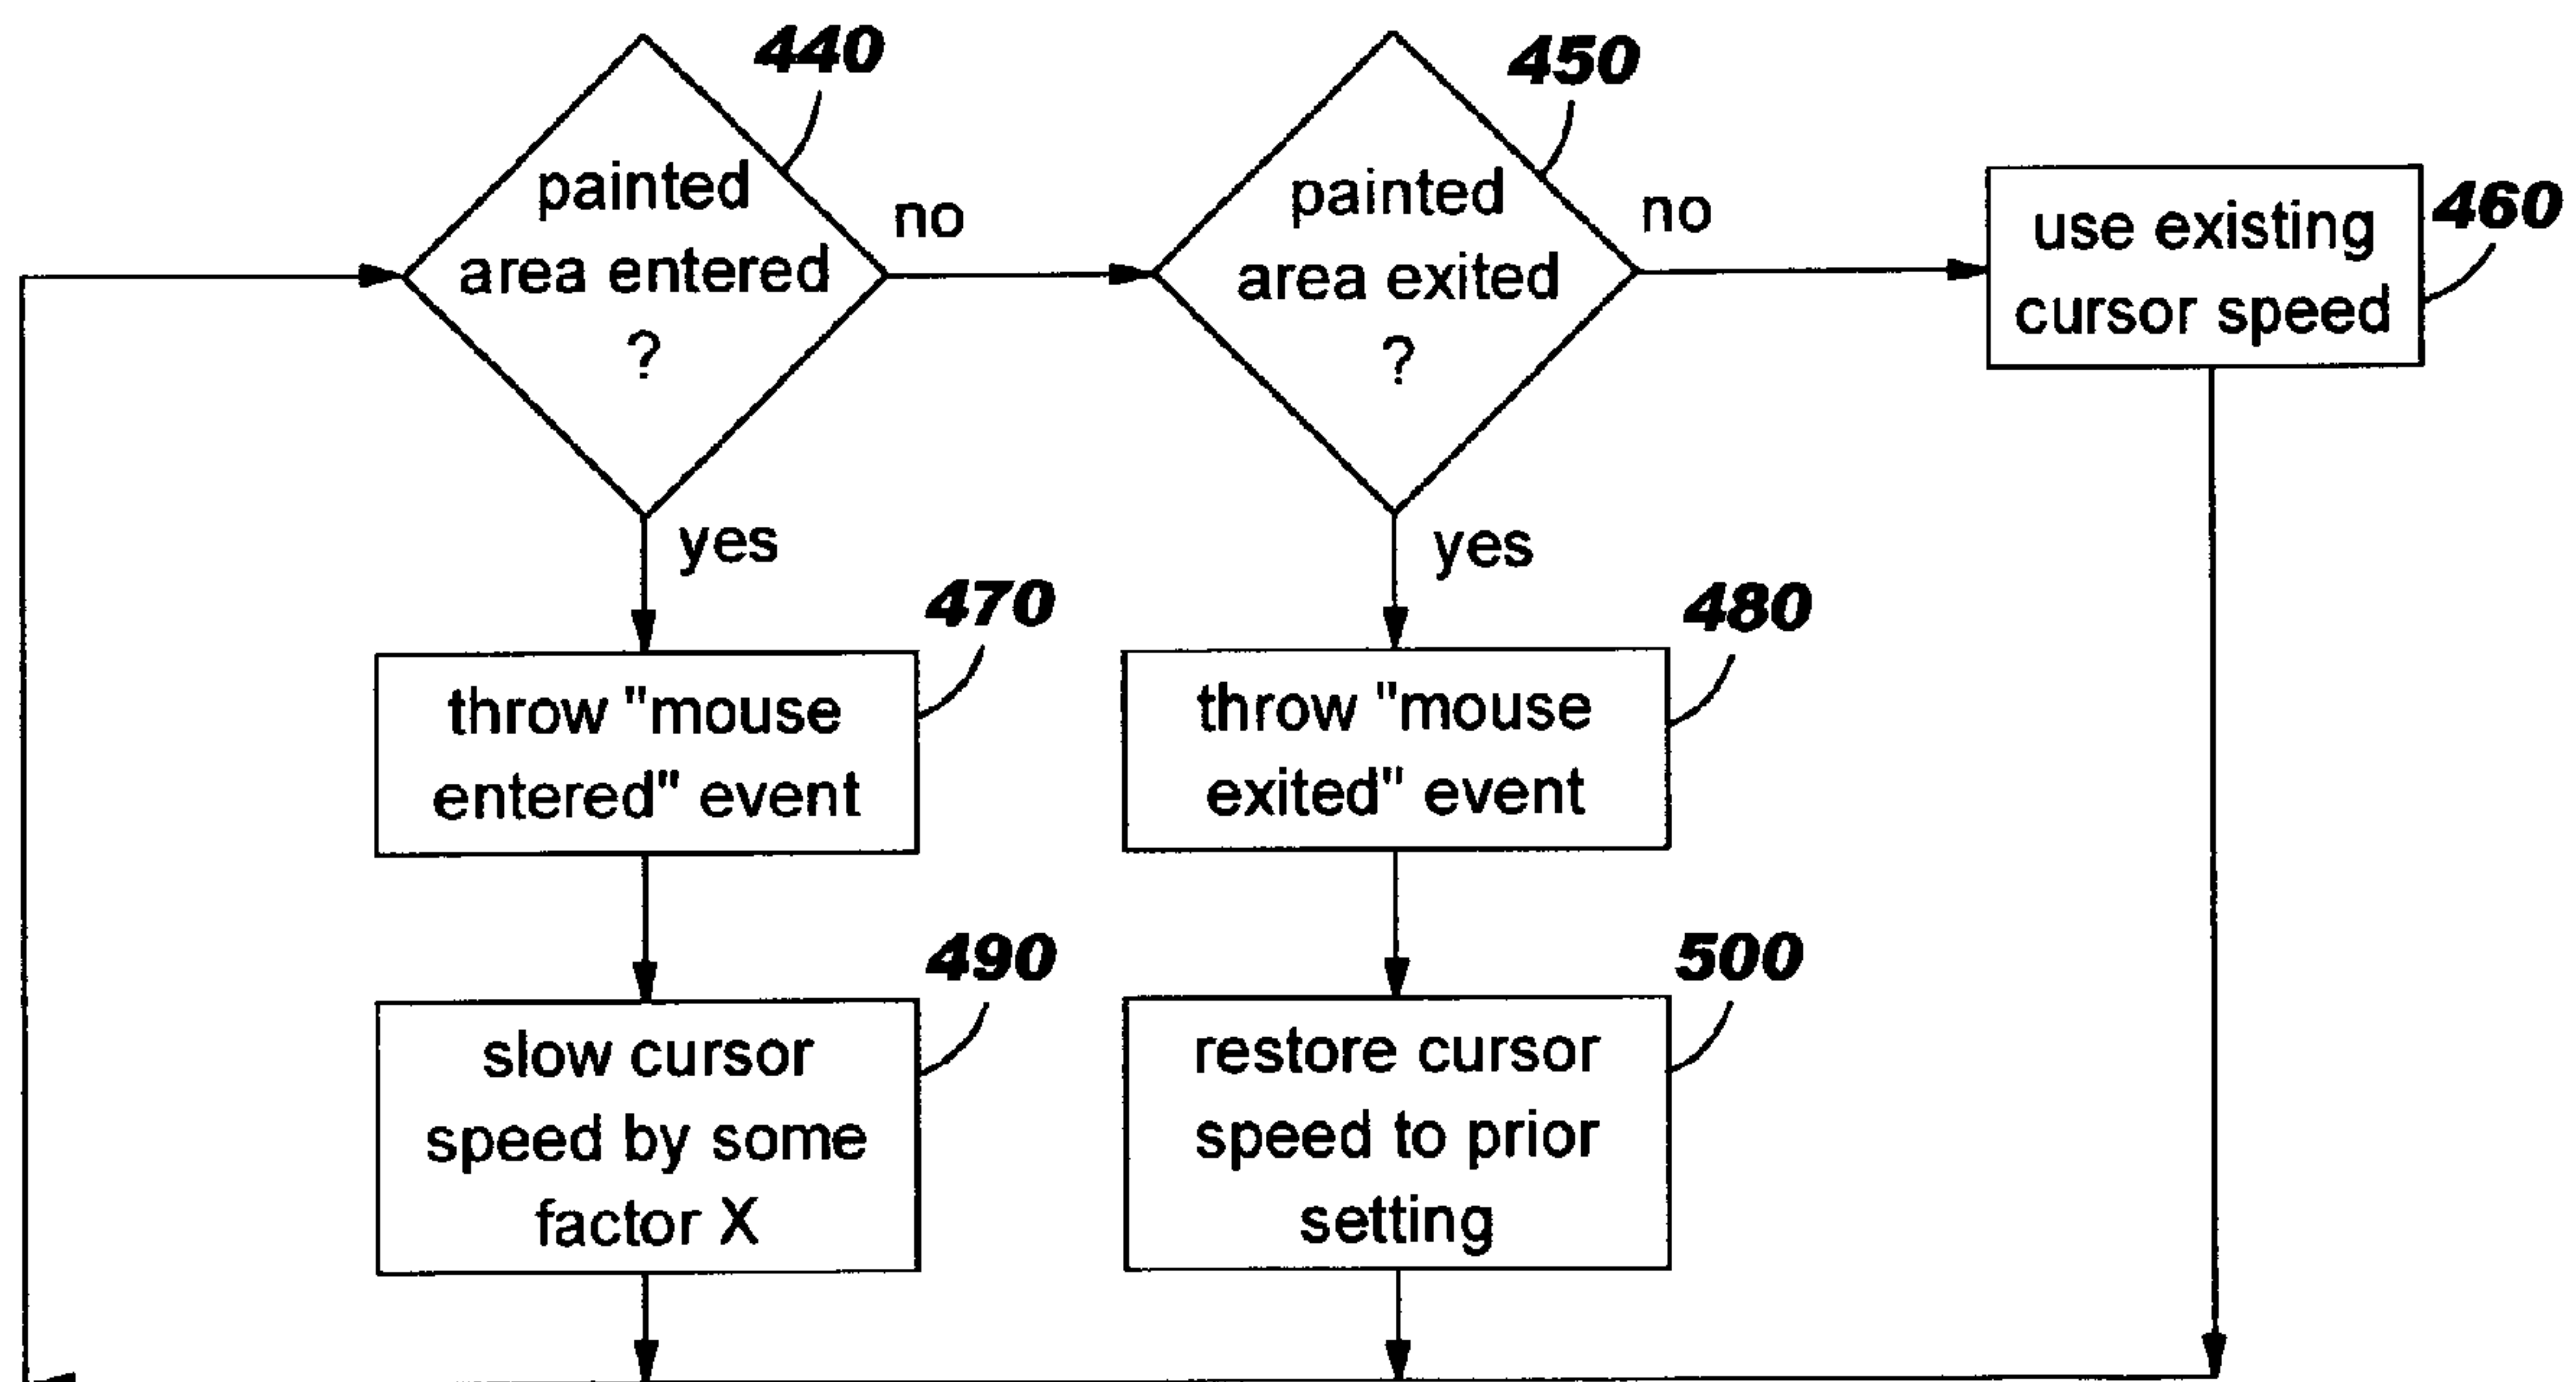 440
painted
area entered
?
no
450
painted
area exited
?
no
460
use existing
cursor speed
yes
yes
470
throw "mouse
entered" event
480
throw "mouse
exited" event
490
slow cursor
speed by some
factor X
500
restore cursor
speed to prior
setting